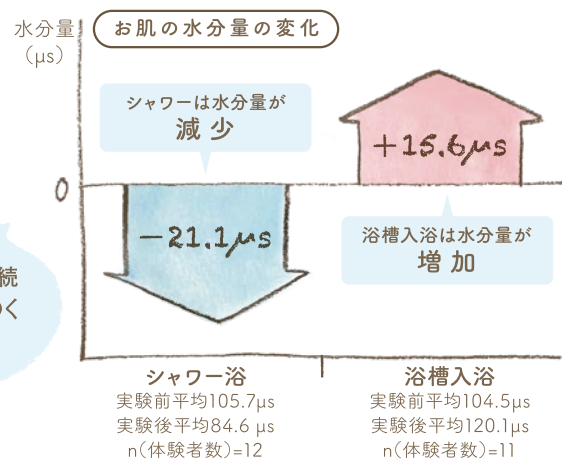 水分量
(μs)
お肌の水分量の変化
シャワーは水分量が
減少
+15.6μs
0
-21.1μs
浴槽入浴は水分量が
増加
続
く
シャワー浴
実験前平均105.7μs
実験後平均84.6 μs
n(体験者数)=12
浴槽入浴
実験前平均104.5μs
実験後平均120.1μs
n(体験者数)=11